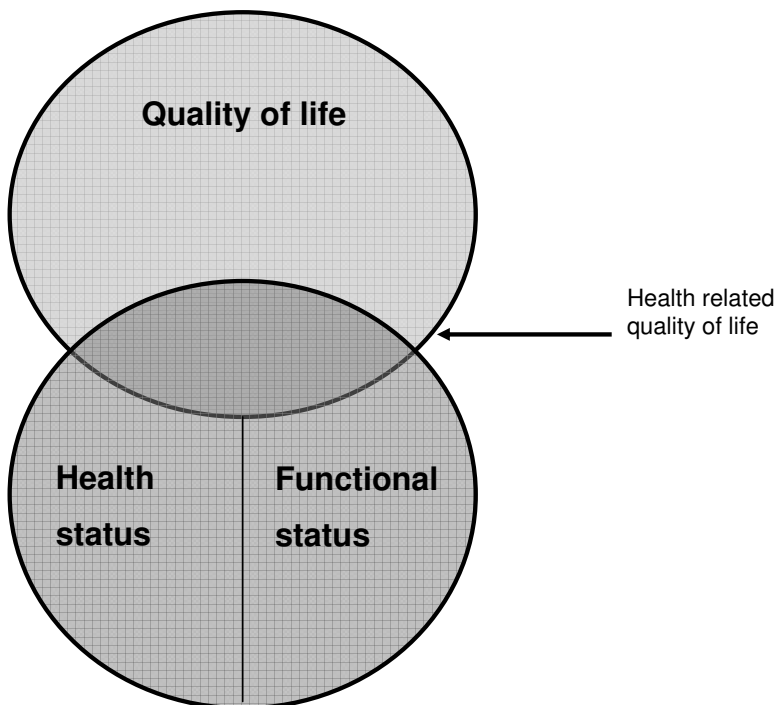 Quality of life
Health related
quality of life
Health
status
Functional
status